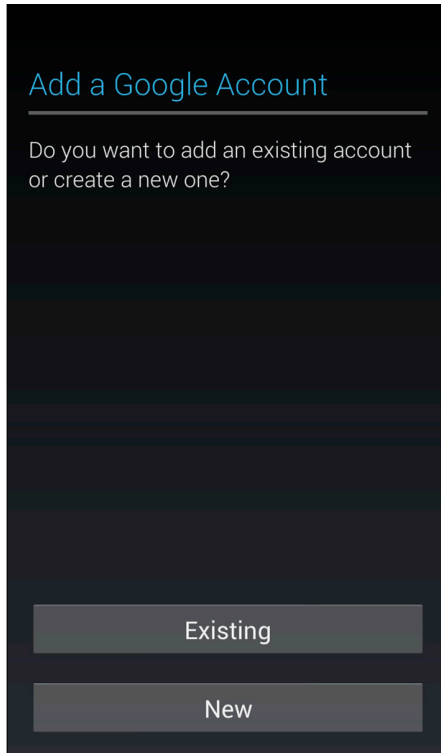 Add a Google Account
Do you want to add an existing account
or create a new one?
Existing
New